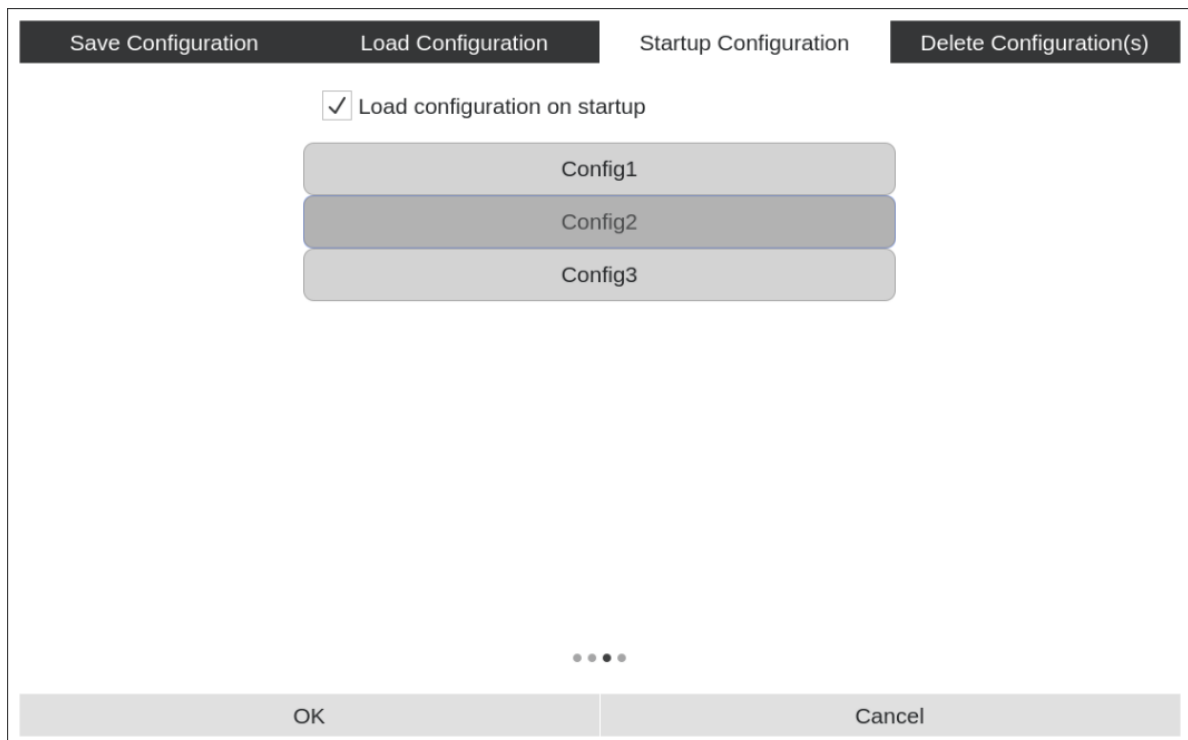 Save Configuration Load Configuration Startup Configuration Delete Configuration(s)
Load configuration on startup
Config1
Config2
Config3
OK Cancel